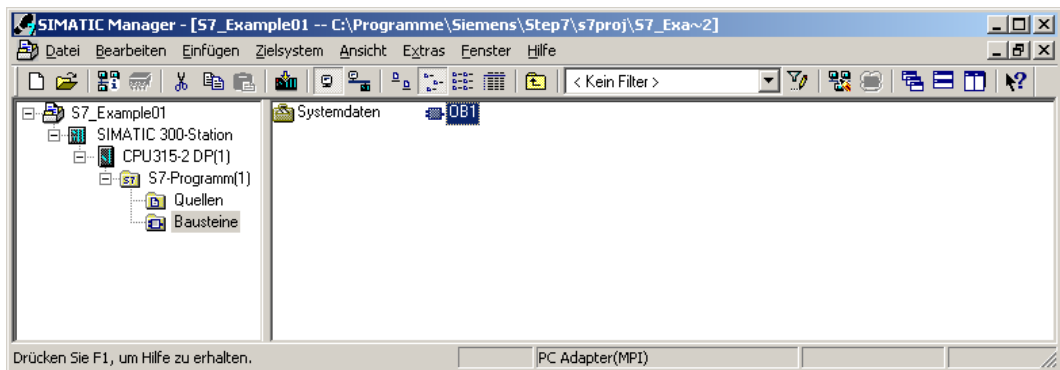 SIMATIC Manager - [S7_Example01 -- C:\Programme\Siemens\Step7\s7proj\S7_Exa~2]
Datei Bearbeiten Einfügen Zielsystem Ansicht Extras Fenster Hilfe
< Kein Filter >
S7_Example01
SIMATIC 300-Station
CPU315-2 DP(1)
S7-Programm(1)
Quellen
Bausteine
Systemdaten OB1
Drücken Sie F1, um Hilfe zu erhalten. PC Adapter(MPI)